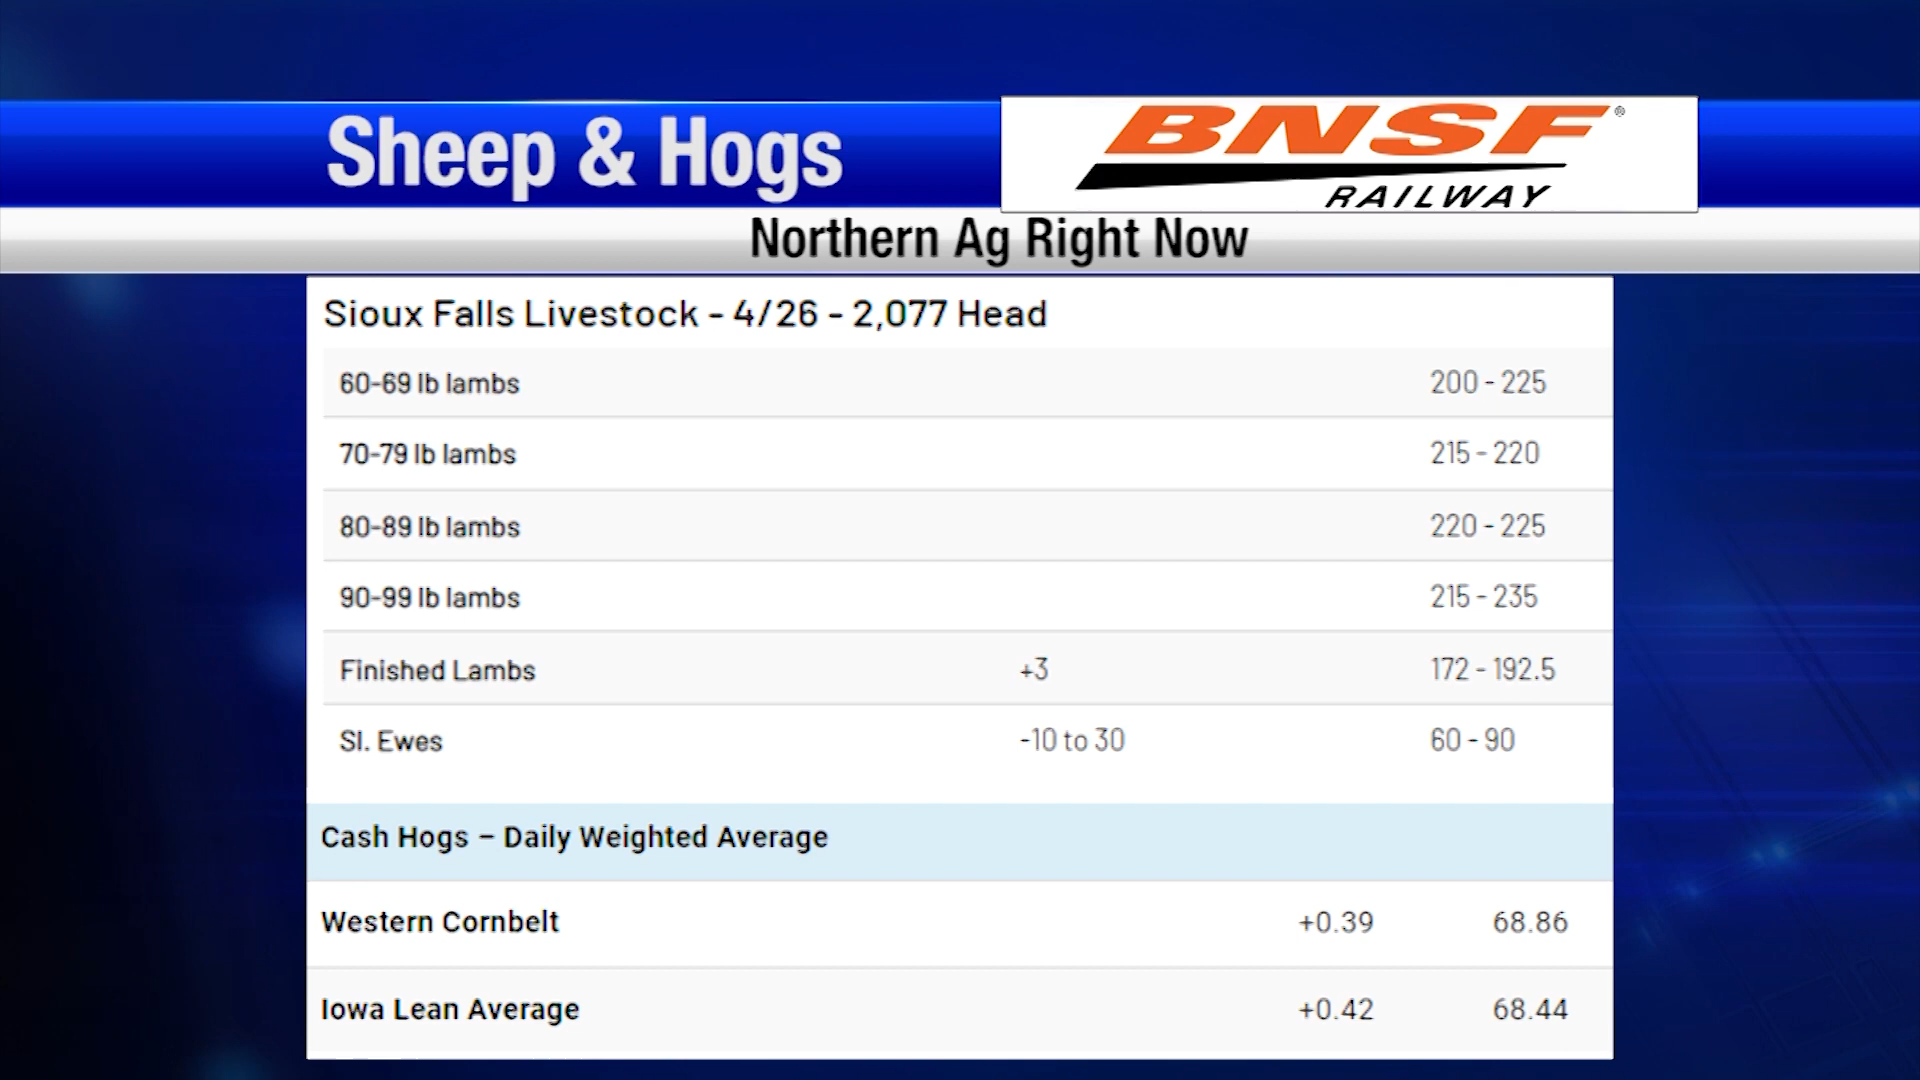 Sheep & Hogs
BNSF®
RAILWAY
Northern Ag Right Now
Sioux Falls Livestock - 4/26 - 2,077 Head
60-69 lb lambs 200 - 225
70-79 lb lambs 215 - 220
80-89 lb lambs 220 - 225
90-99 lb lambs 215 - 235
Finished Lambs +3 172 - 192.5
Sl. Ewes -10 to 30 60 - 90
Cash Hogs – Daily Weighted Average
Western Cornbelt +0.39 68.86
Iowa Lean Average +0.42 68.44